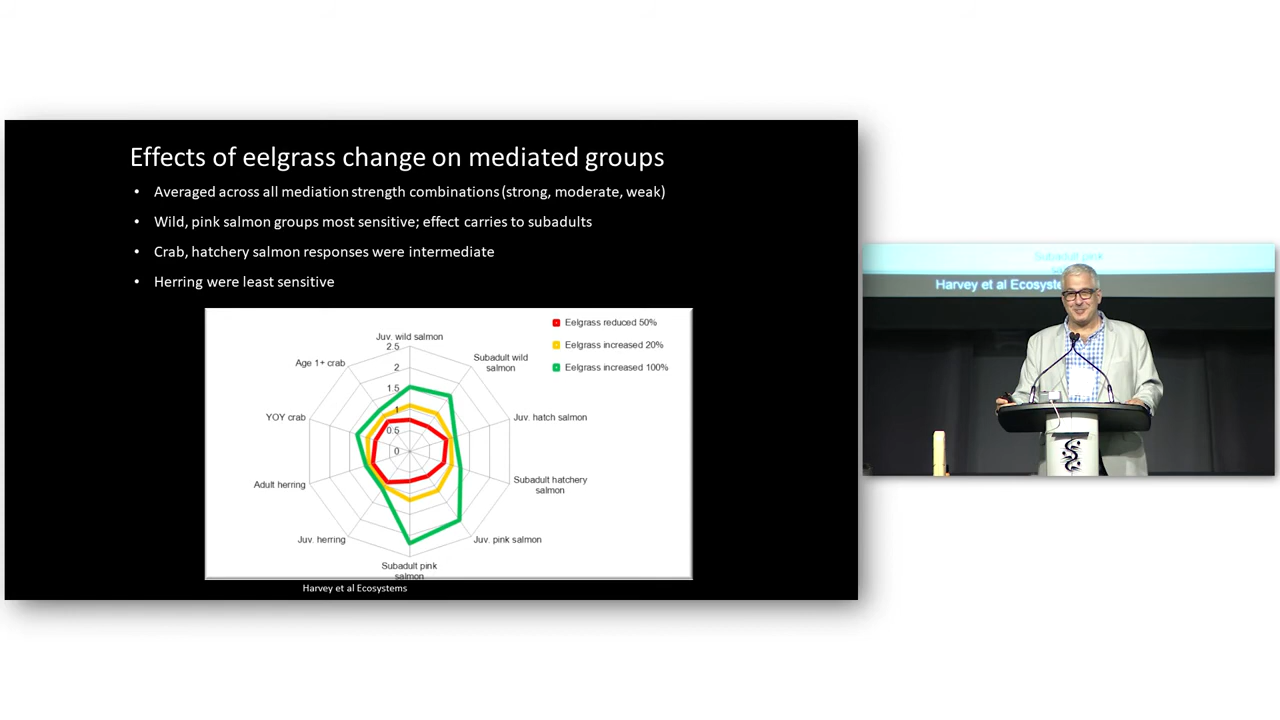 Effects of eelgrass change on mediated groups
• Averaged across all mediation strength combinations (strong, moderate, weak)
• Wild, pink salmon groups most sensitive; effect carries to subadults
• Crab, hatchery salmon responses were intermediate
• Herring were least sensitive
Eelgrass reduced 50%
Eelgrass increased 20%
Eelgrass increased 100%
Juv. wild salmon
2.5
2
1.5
1
0.5
0
Subadult wild
salmon
Juv. hatch salmon
Subadult hatchery
salmon
Juv. pink salmon
Subadult pink
salmon
Juv. herring
Adult herring
YOY crab
Age 1+ crab
Harvey et al Ecosystems
Subadult pink
Harvey et al Ecosyste